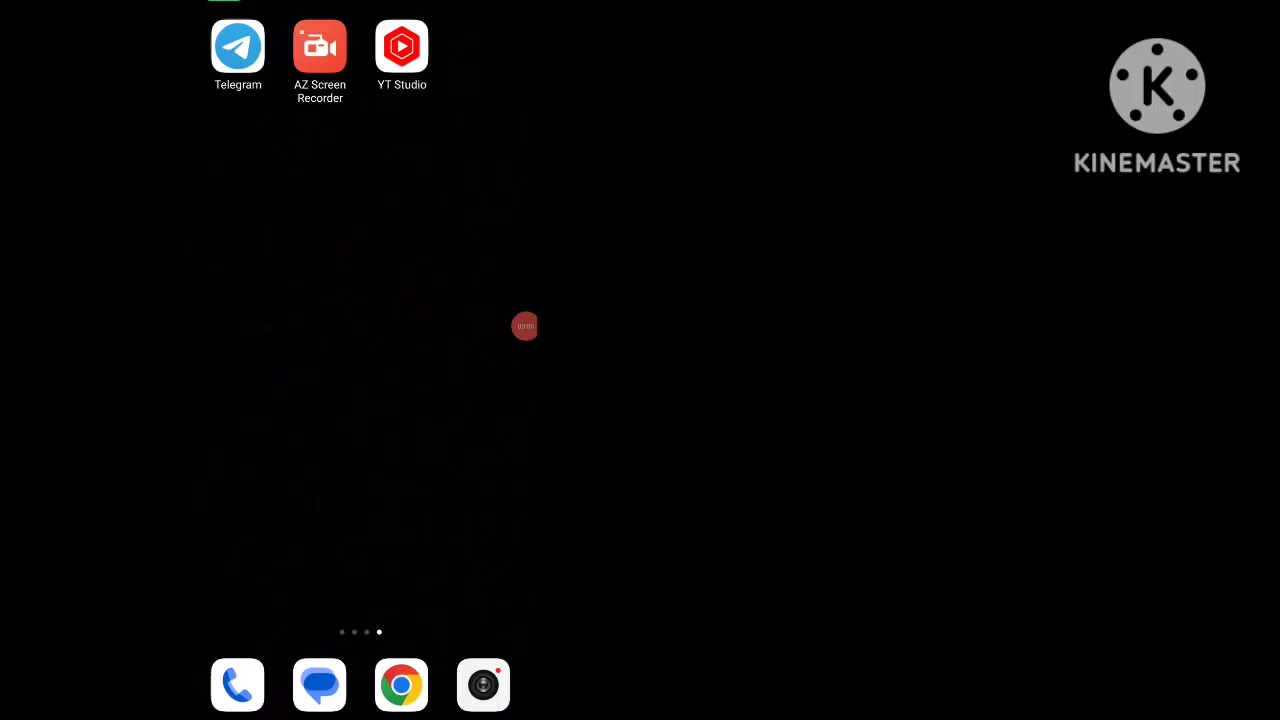 Telegram
AZ Screen
Recorder
YT Studio
K
KINEMASTER